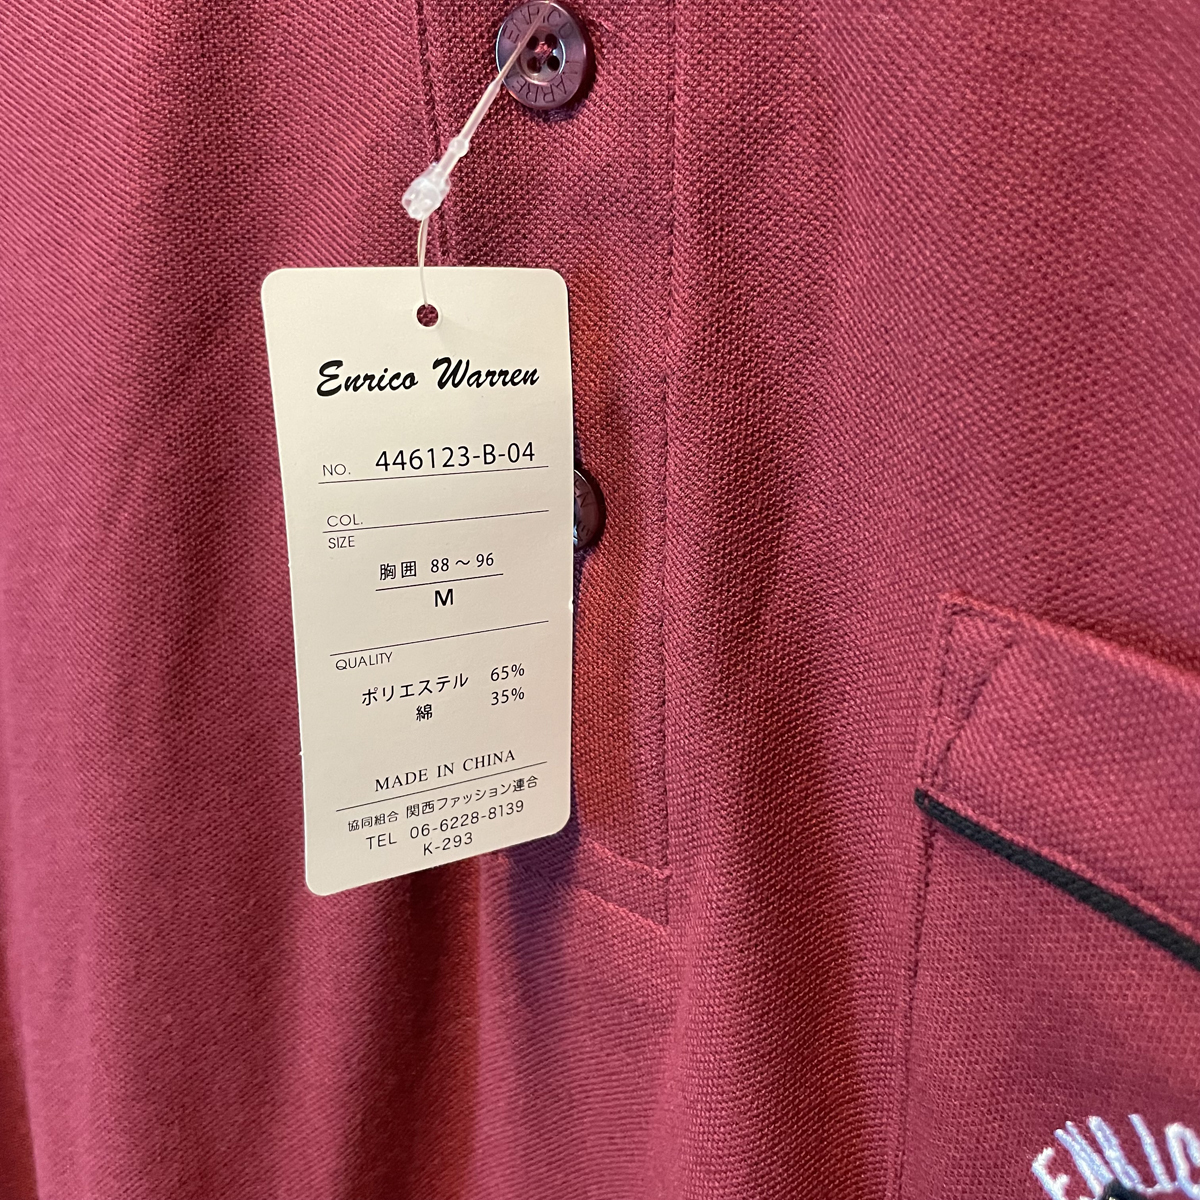 ENRICO WARREN
Enrico Warren
NO. 446123-B-04
COL.
SIZE
胸囲 88～96
M
QUALITY
ポリエステル 65%
綿 35%
MADE IN CHINA
協同組合 関西ファッション連合
TEL 06-6228-8139
K-293